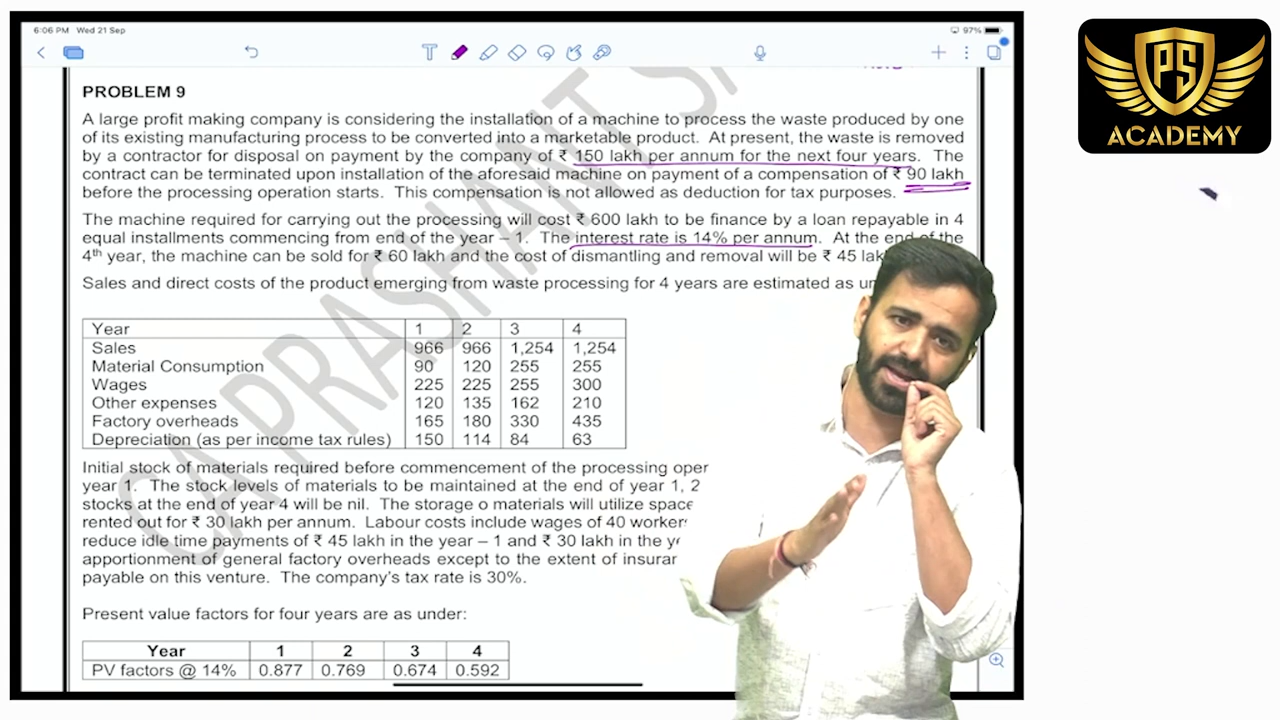 6:06 PM Wed 21 Sep
97%
PS
ACADEMY
PROBLEM 9
A large profit making company is considering the installation of a machine to process the waste produced by one
of its existing manufacturing process to be converted into a marketable product. At present, the waste is removed
by a contractor for disposal on payment by the company of ₹ 150 lakh per annum for the next four years. The
contract can be terminated upon installation of the aforesaid machine on payment of a compensation of ₹ 90 lakh
before the processing operation starts. This compensation is not allowed as deduction for tax purposes.
The machine required for carrying out the processing will cost ₹ 600 lakh to be finance by a loan repayable in 4
equal installments commencing from end of the year – 1. The interest rate is 14% per annum. At the end of the
4th year, the machine can be sold for ₹ 60 lakh and the cost of dismantling and removal will be ₹ 45
Sales and direct costs of the product emerging from waste processing for 4 years are estimated as
Year 1 2 3 4
Sales 966 966 1,254 1,254
Material Consumption 90 120 255 255
Wages 225 225 255 300
Other expenses 120 135 162 210
Factory overheads 165 180 330 435
Depreciation (as per income tax rules) 150 114 84 63
Initial stock of materials required before commencement of the processing
year 1. The stock levels of materials to be maintained at the end of year 1, 2
stocks at the end of year 4 will be nil. The storage o materials will utilize space
rented out for ₹ 30 lakh per annum. Labour costs include wages of 40
reduce idle time payments of ₹ 45 lakh in the year – 1 and ₹ 30 lakh in the
apportionment of general factory overheads except to the extent of
payable on this venture. The company's tax rate is 30%.
Present value factors for four years are as under:
Year 1 2 3 4
PV factors @ 14% 0.877 0.769 0.674 0.592
CA PRASHANT